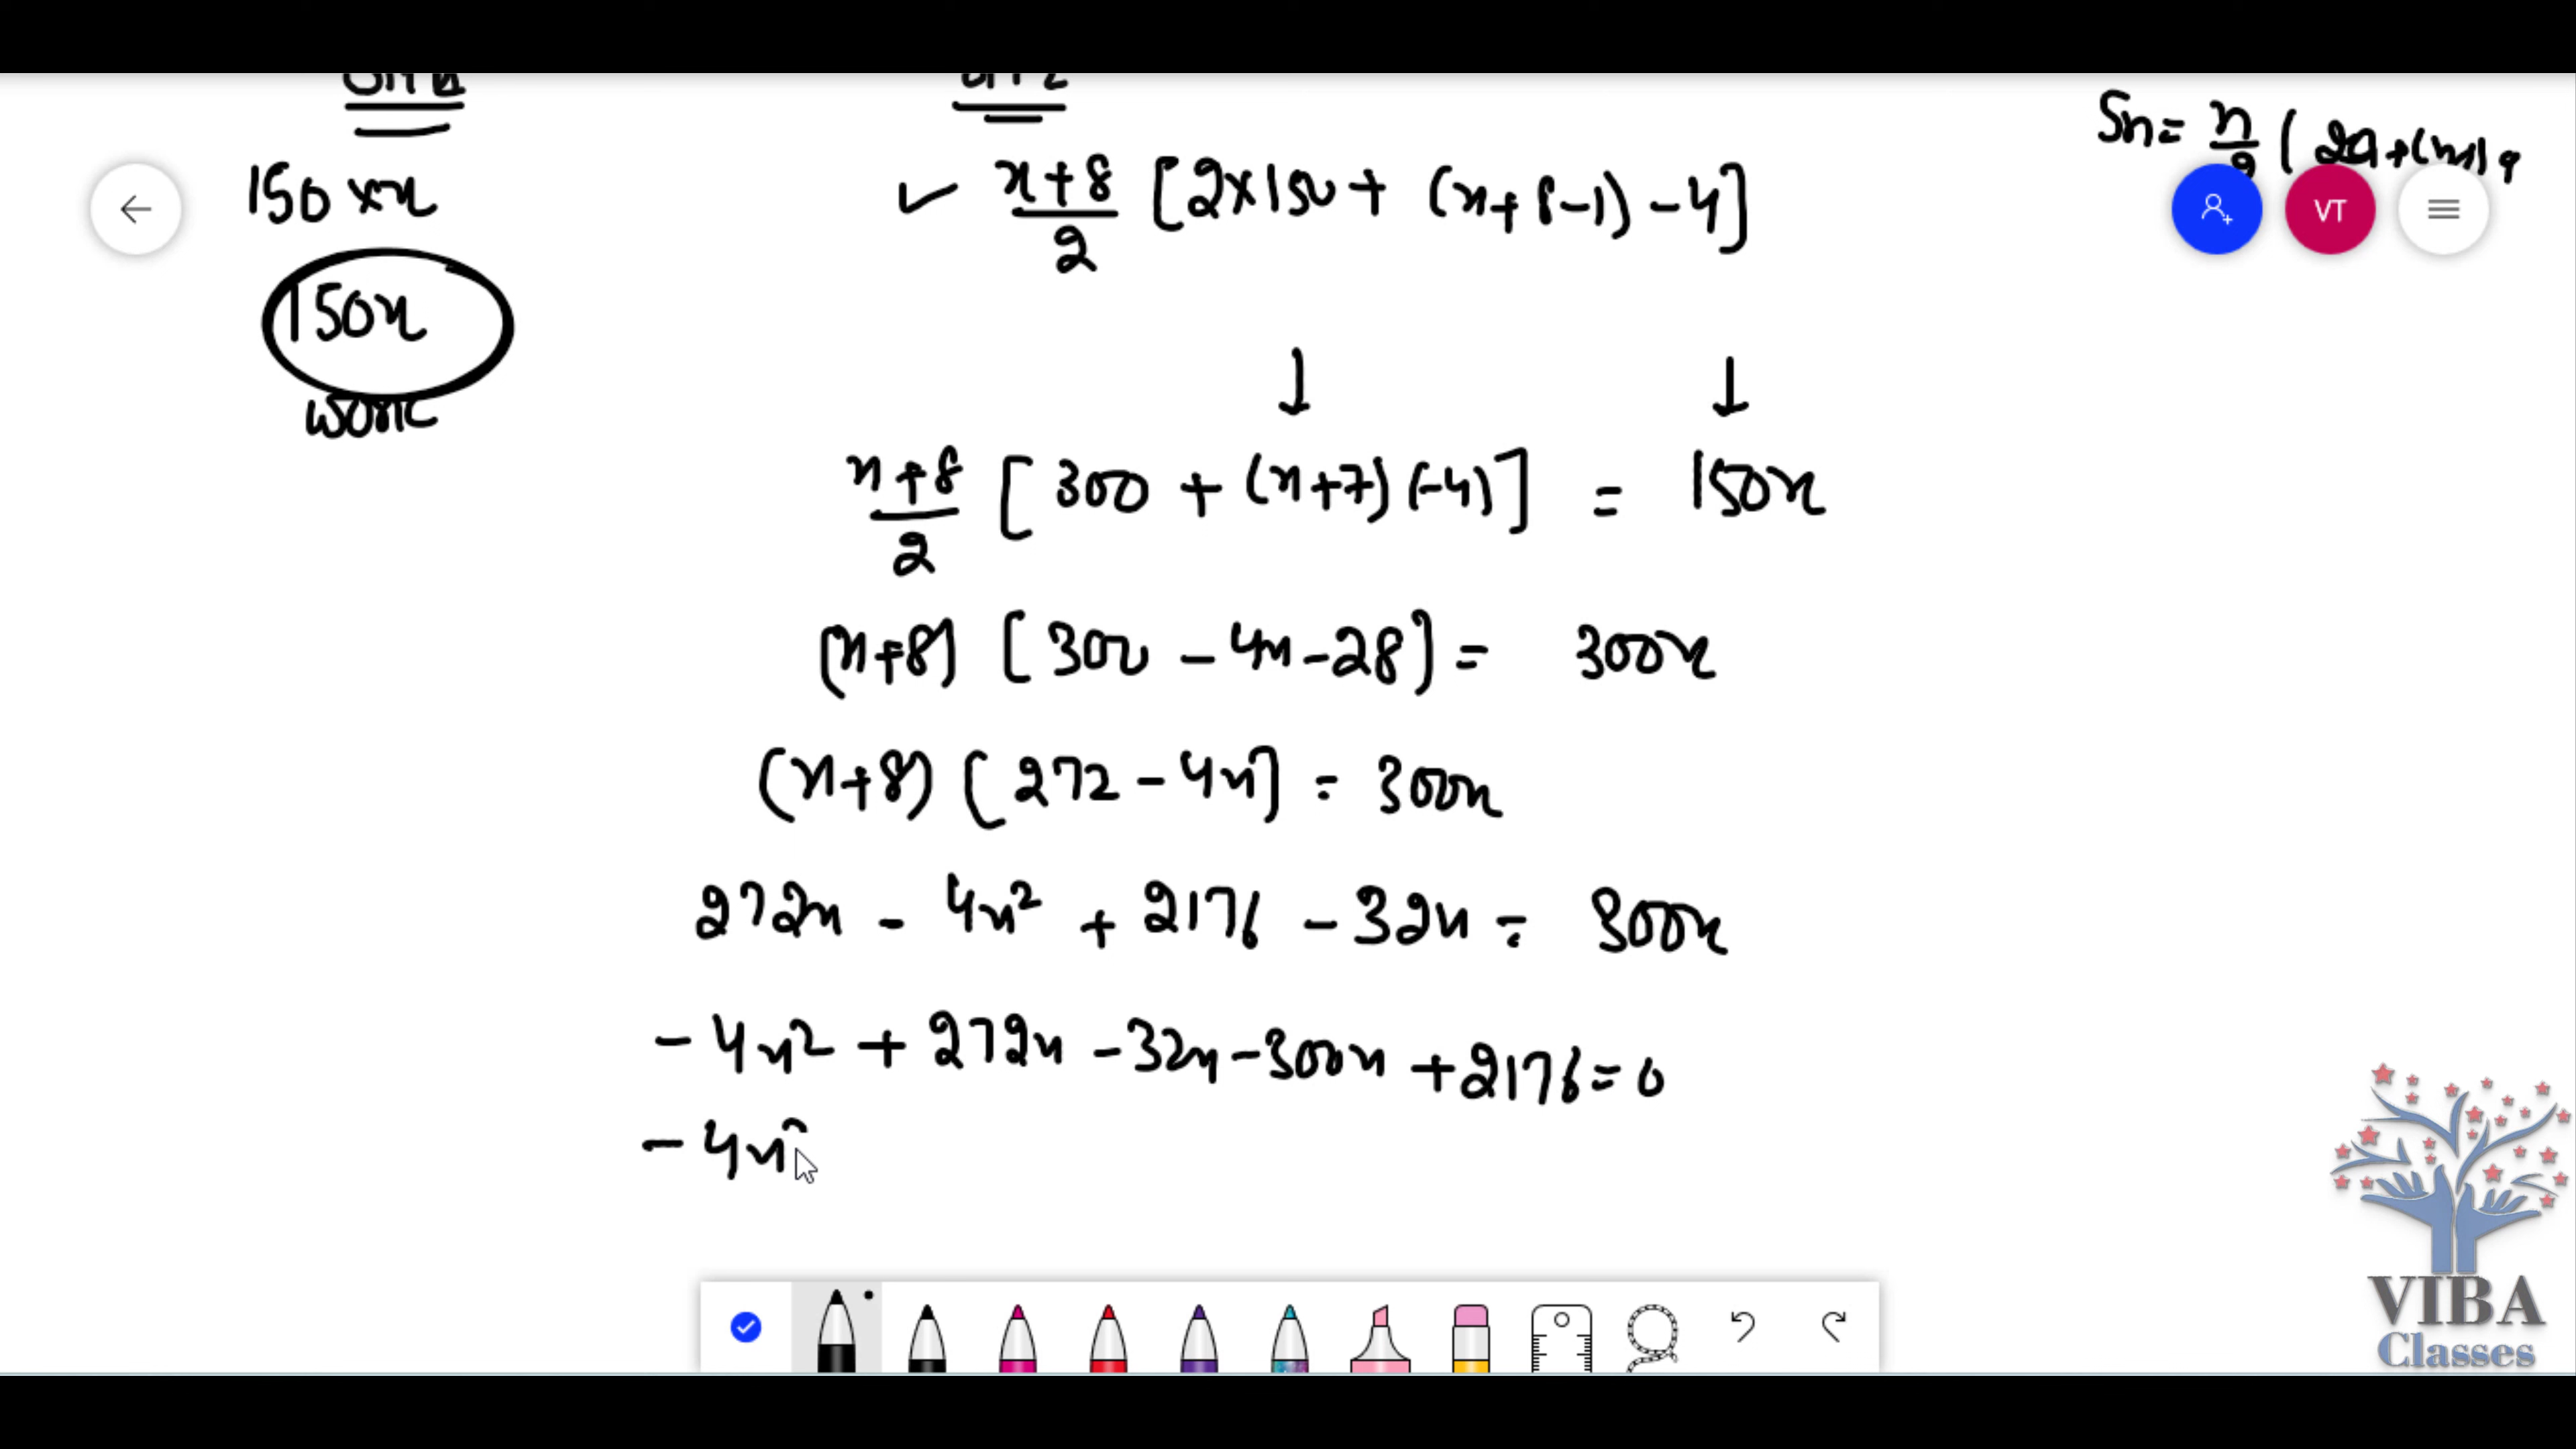 Sn = n/2 (2a+(n-1)
150 × x
x+8/2 [2×150 + (x+8-1) -4]
VT
150x
work
↓ ↓
x+8/2 [300 + (x+7)(-4)] = 150x
(x+8) [300 - 4x - 28] = 300x
(x+8) [272 - 4x] = 300x
272x - 4x² + 2176 - 32x = 300x
- 4x² + 272x - 32x - 300x + 2176 = 0
- 4x²
VIBA
Classes